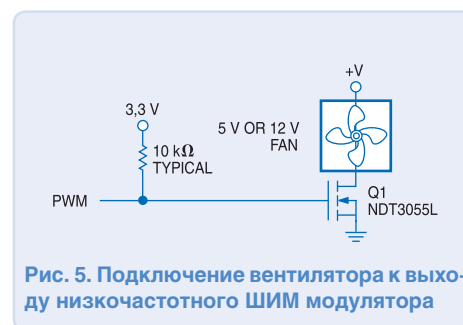 +V
3,3 V
5 V OR 12 V
FAN
10 kΩ
TYPICAL
Q1
NDT3055L
PWM
Рис. 5. Подключение вентилятора к выхо-
ду низкочастотного ШИМ модулятора